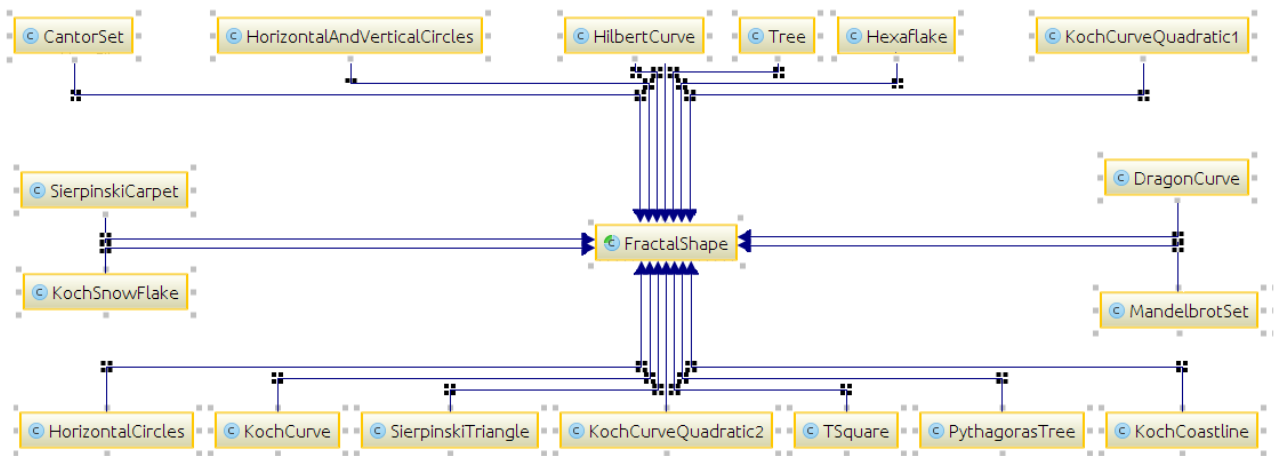 CantorSet
HorizontalAndVerticalCircles
HilbertCurve
Tree
Hexaflake
KochCurveQuadratic1
SierpinskiCarpet
DragonCurve
FractalShape
KochSnowFlake
MandelbrotSet
HorizontalCircles
KochCurve
SierpinskiTriangle
KochCurveQuadratic2
TSquare
PythagorasTree
KochCoastline